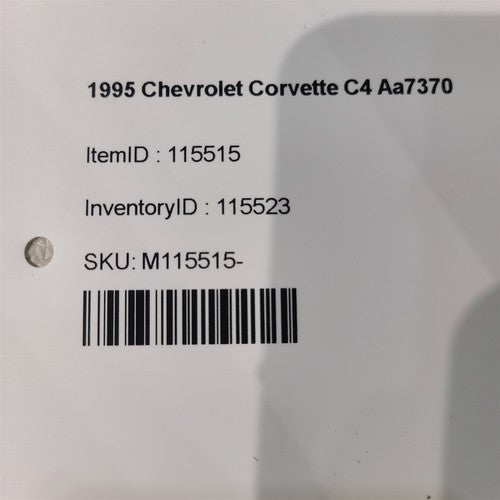 1995 Chevrolet Corvette C4 Aa7370
ItemID : 115515
InventoryID : 115523
SKU: M115515-